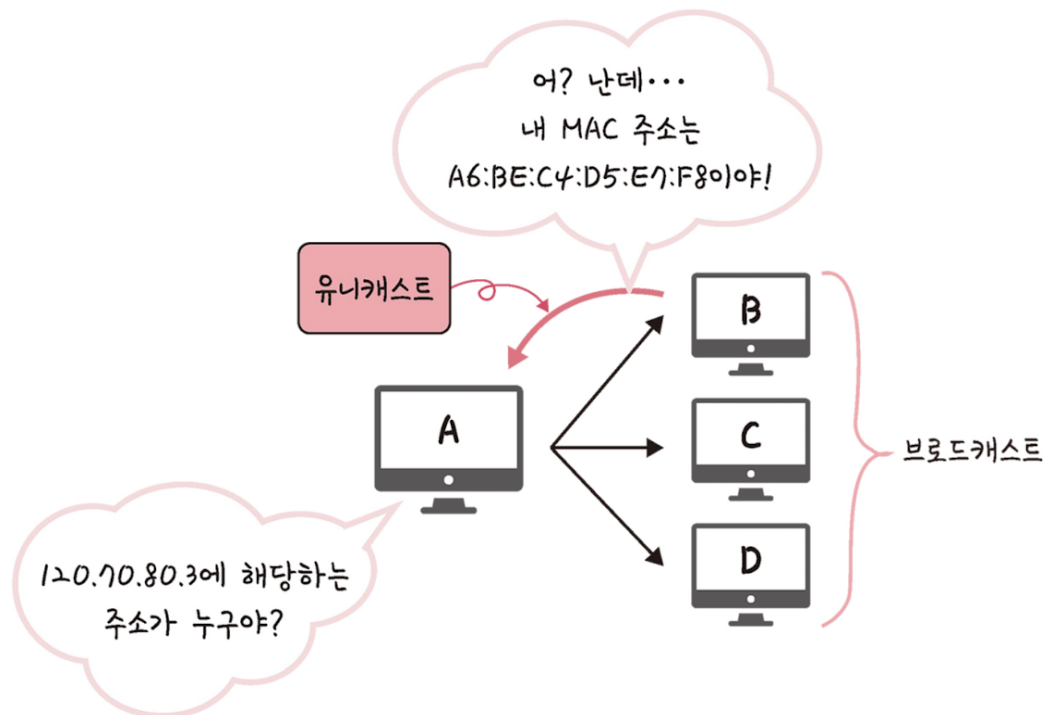 어? 난데···
내 MAC 주소는
A6:BE:C4:D5:E7:F8이야!
유니캐스트
B
A
C
브로드캐스트
D
120.70.80.3에 해당하는
주소가 누구야?